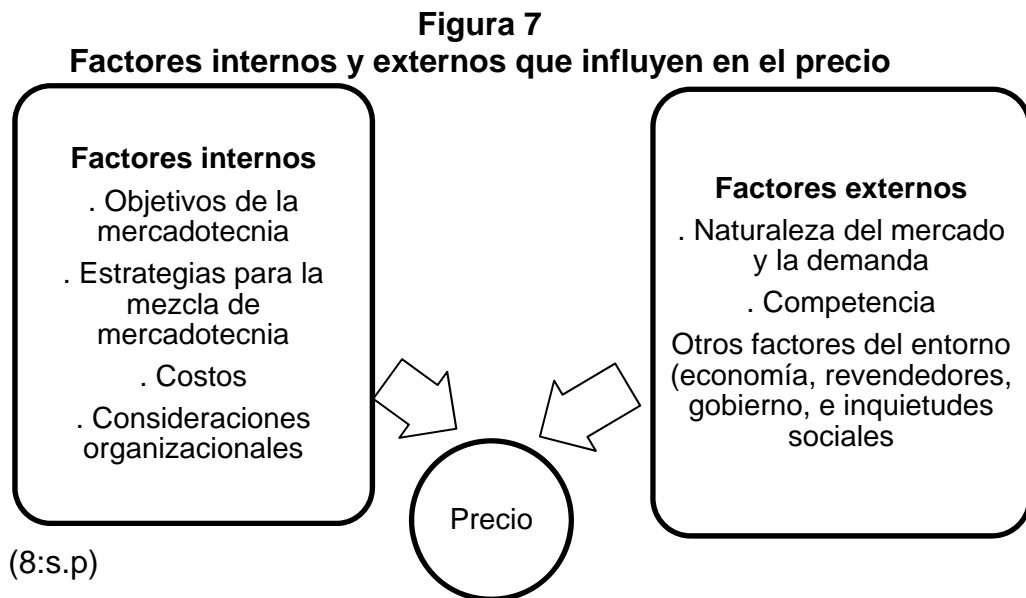 Figura 7
Factores internos y externos que influyen en el precio
Factores internos
. Objetivos de la
mercadotecnia
. Estrategias para la
mezcla de
mercadotecnia
. Costos
. Consideraciones
organizacionales
Factores externos
. Naturaleza del mercado
y la demanda
. Competencia
Otros factores del entorno
(economía, revendedores,
gobierno, e inquietudes
sociales
Precio
(8:s.p)